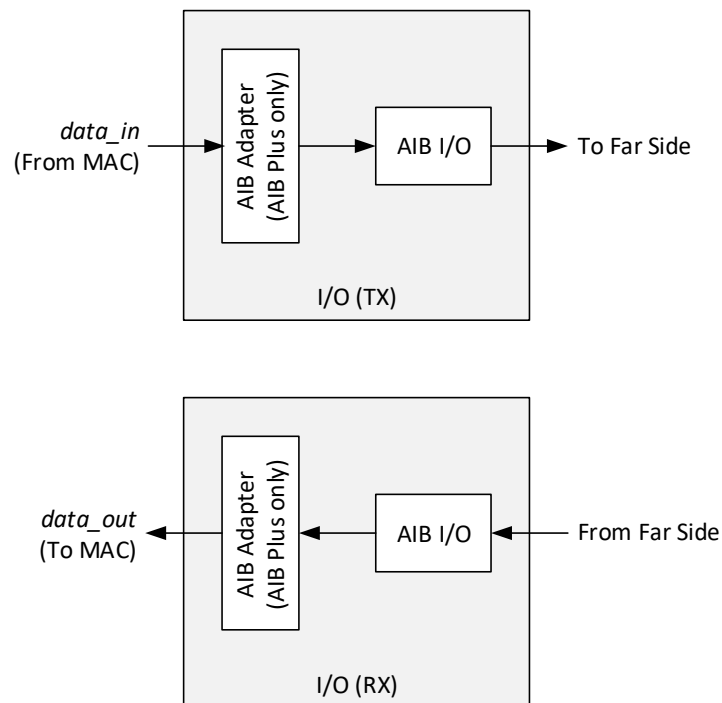 data_in
(From MAC)
AIB Adapter
(AIB Plus only)
AIB I/O
To Far Side
I/O (TX)
data_out
(To MAC)
AIB Adapter
(AIB Plus only)
AIB I/O
From Far Side
I/O (RX)